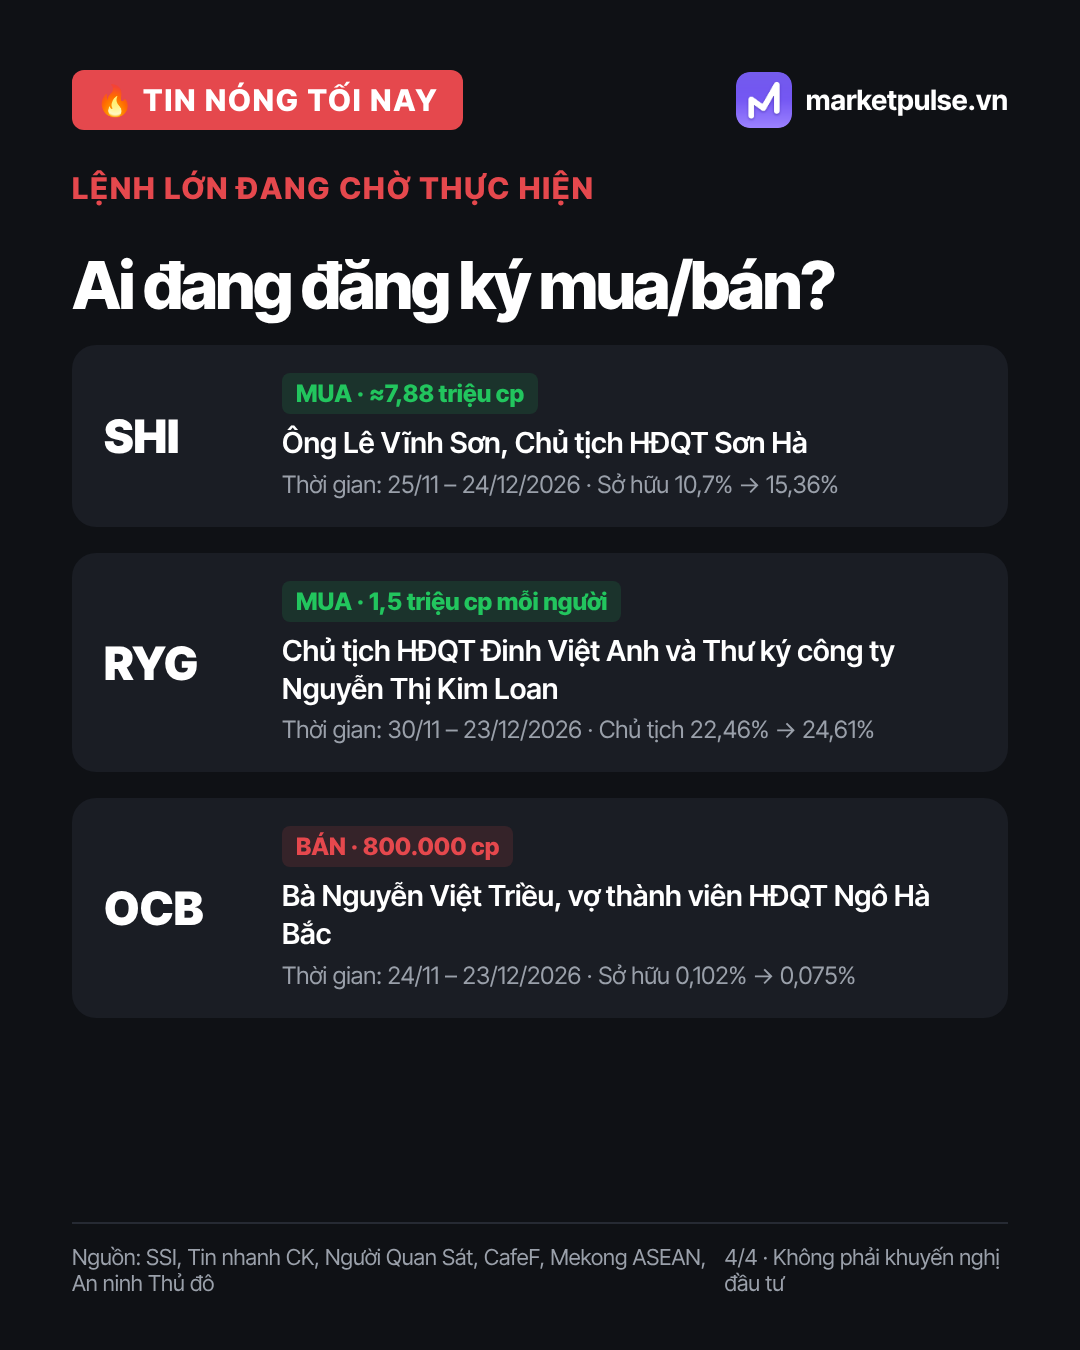 🔥 TIN NÓNG TỐI NAY
marketpulse.vn
LỆNH LỚN ĐANG CHỜ THỰC HIỆN
Ai đang đăng ký mua/bán?
SHI
MUA · ≈7,88 triệu cp
Ông Lê Vĩnh Sơn, Chủ tịch HĐQT Sơn Hà
Thời gian: 25/11 – 24/12/2026 · Sở hữu 10,7% → 15,36%
RYG
MUA · 1,5 triệu cp mỗi người
Chủ tịch HĐQT Đinh Việt Anh và Thư ký công ty
Nguyễn Thị Kim Loan
Thời gian: 30/11 – 23/12/2026 · Chủ tịch 22,46% → 24,61%
OCB
BÁN · 800.000 cp
Bà Nguyễn Việt Triều, vợ thành viên HĐQT Ngô Hà
Bắc
Thời gian: 24/11 – 23/12/2026 · Sở hữu 0,102% → 0,075%
Nguồn: SSI, Tin nhanh CK, Người Quan Sát, CafeF, Mekong ASEAN,
An ninh Thủ đô
4/4 · Không phải khuyến nghị
đầu tư